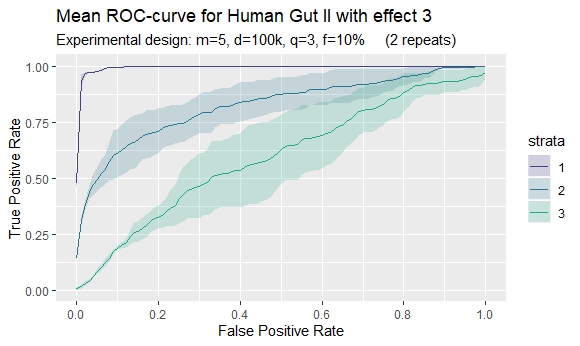 Mean ROC-curve for Human Gut II with effect 3
Experimental design: m=5, d=100k, q=3, f=10%     (2 repeats)
1.00
0.75
0.50
0.25
0.00
True Positive Rate
0.0 0.2 0.4 0.6 0.8 1.0
False Positive Rate
strata
1
2
3